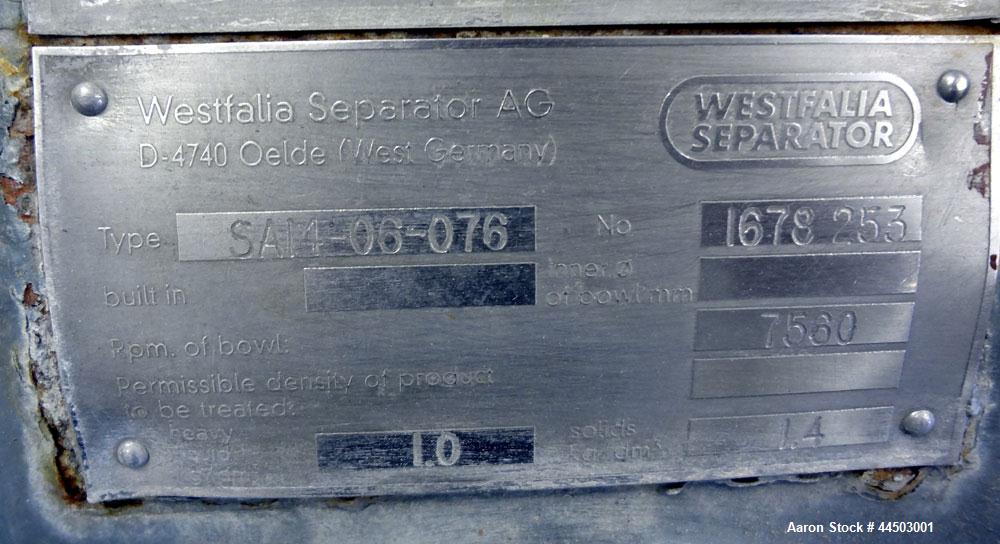 Westfalia Separator AG
D-4740 Oelde (West Germany)
WESTFALIA
SEPARATOR
Type SA14-06-076 No 1678 253
built in inner ø
of bowl mm
Rpm. of bowl: 7560
Permissible density of product
to be treated:
heavy solids
1.0 kg/dm³ 1.4
Aaron Stock # 44503001